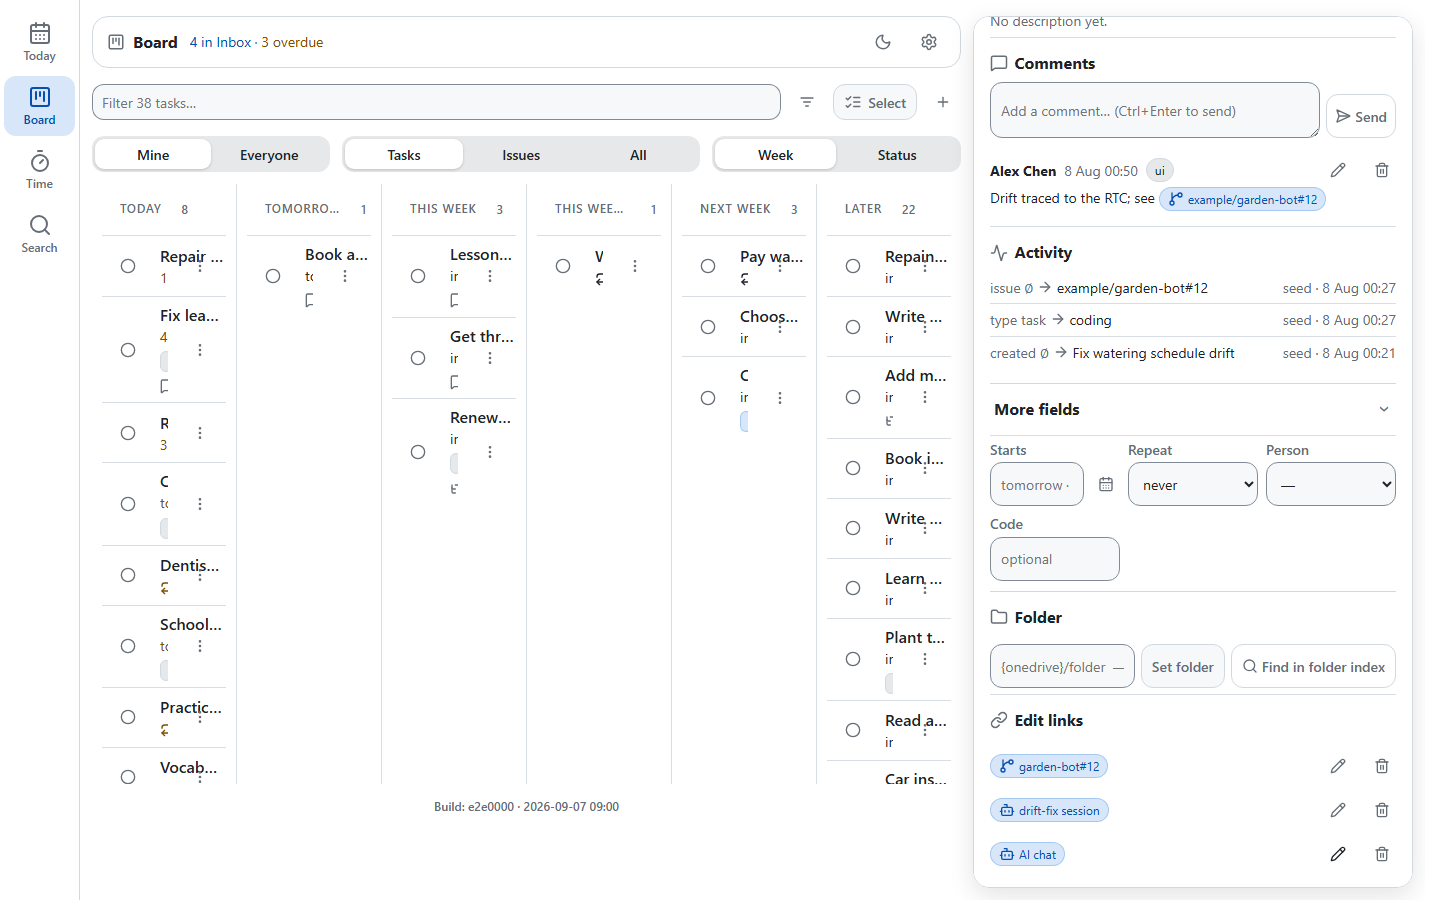 Today
Board
Time
Search
Board 4 in Inbox · 3 overdue
Filter 38 tasks...
Select
Mine Everyone
Tasks Issues All
Week Status
TODAY 8
Repair ...
1
Fix lea...
4
R
3
C
Dentis...
School...
Practic...
Vocab...
TOMORRO... 1
Book a...
THIS WEEK 3
Lesson...
Get thr...
Renew...
THIS WEE... 1
NEXT WEEK 3
Pay wa...
Choos...
C
LATER 22
Repain...
Write ...
Add m...
Book i...
Write ...
Learn ...
Plant t...
Read a...
Car ins...
Build: e2e0000 · 2026-09-07 09:00
No description yet.
Comments
Add a comment... (Ctrl+Enter to send)
Send
Alex Chen 8 Aug 00:50 ui
Drift traced to the RTC; see example/garden-bot#12
Activity
issue ∅ → example/garden-bot#12 seed · 8 Aug 00:27
type task → coding seed · 8 Aug 00:27
created ∅ → Fix watering schedule drift seed · 8 Aug 00:21
More fields
Starts Repeat Person
tomorrow · never —
Code
optional
Folder
{onedrive}/folder — Set folder Find in folder index
Edit links
garden-bot#12
drift-fix session
AI chat